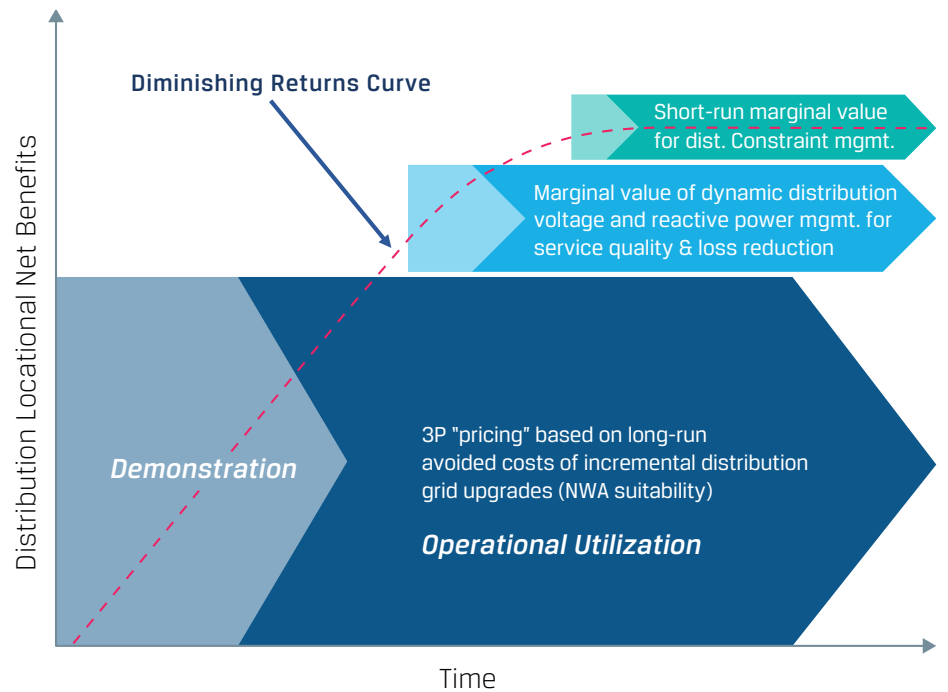 Diminishing Returns Curve
Short-run marginal value
for dist. Constraint mgmt.
Marginal value of dynamic distribution
voltage and reactive power mgmt. for
service quality & loss reduction
Distribution Locational Net Benefits
Demonstration
3P "pricing" based on long-run
avoided costs of incremental distribution
grid upgrades (NWA suitability)
Operational Utilization
Time